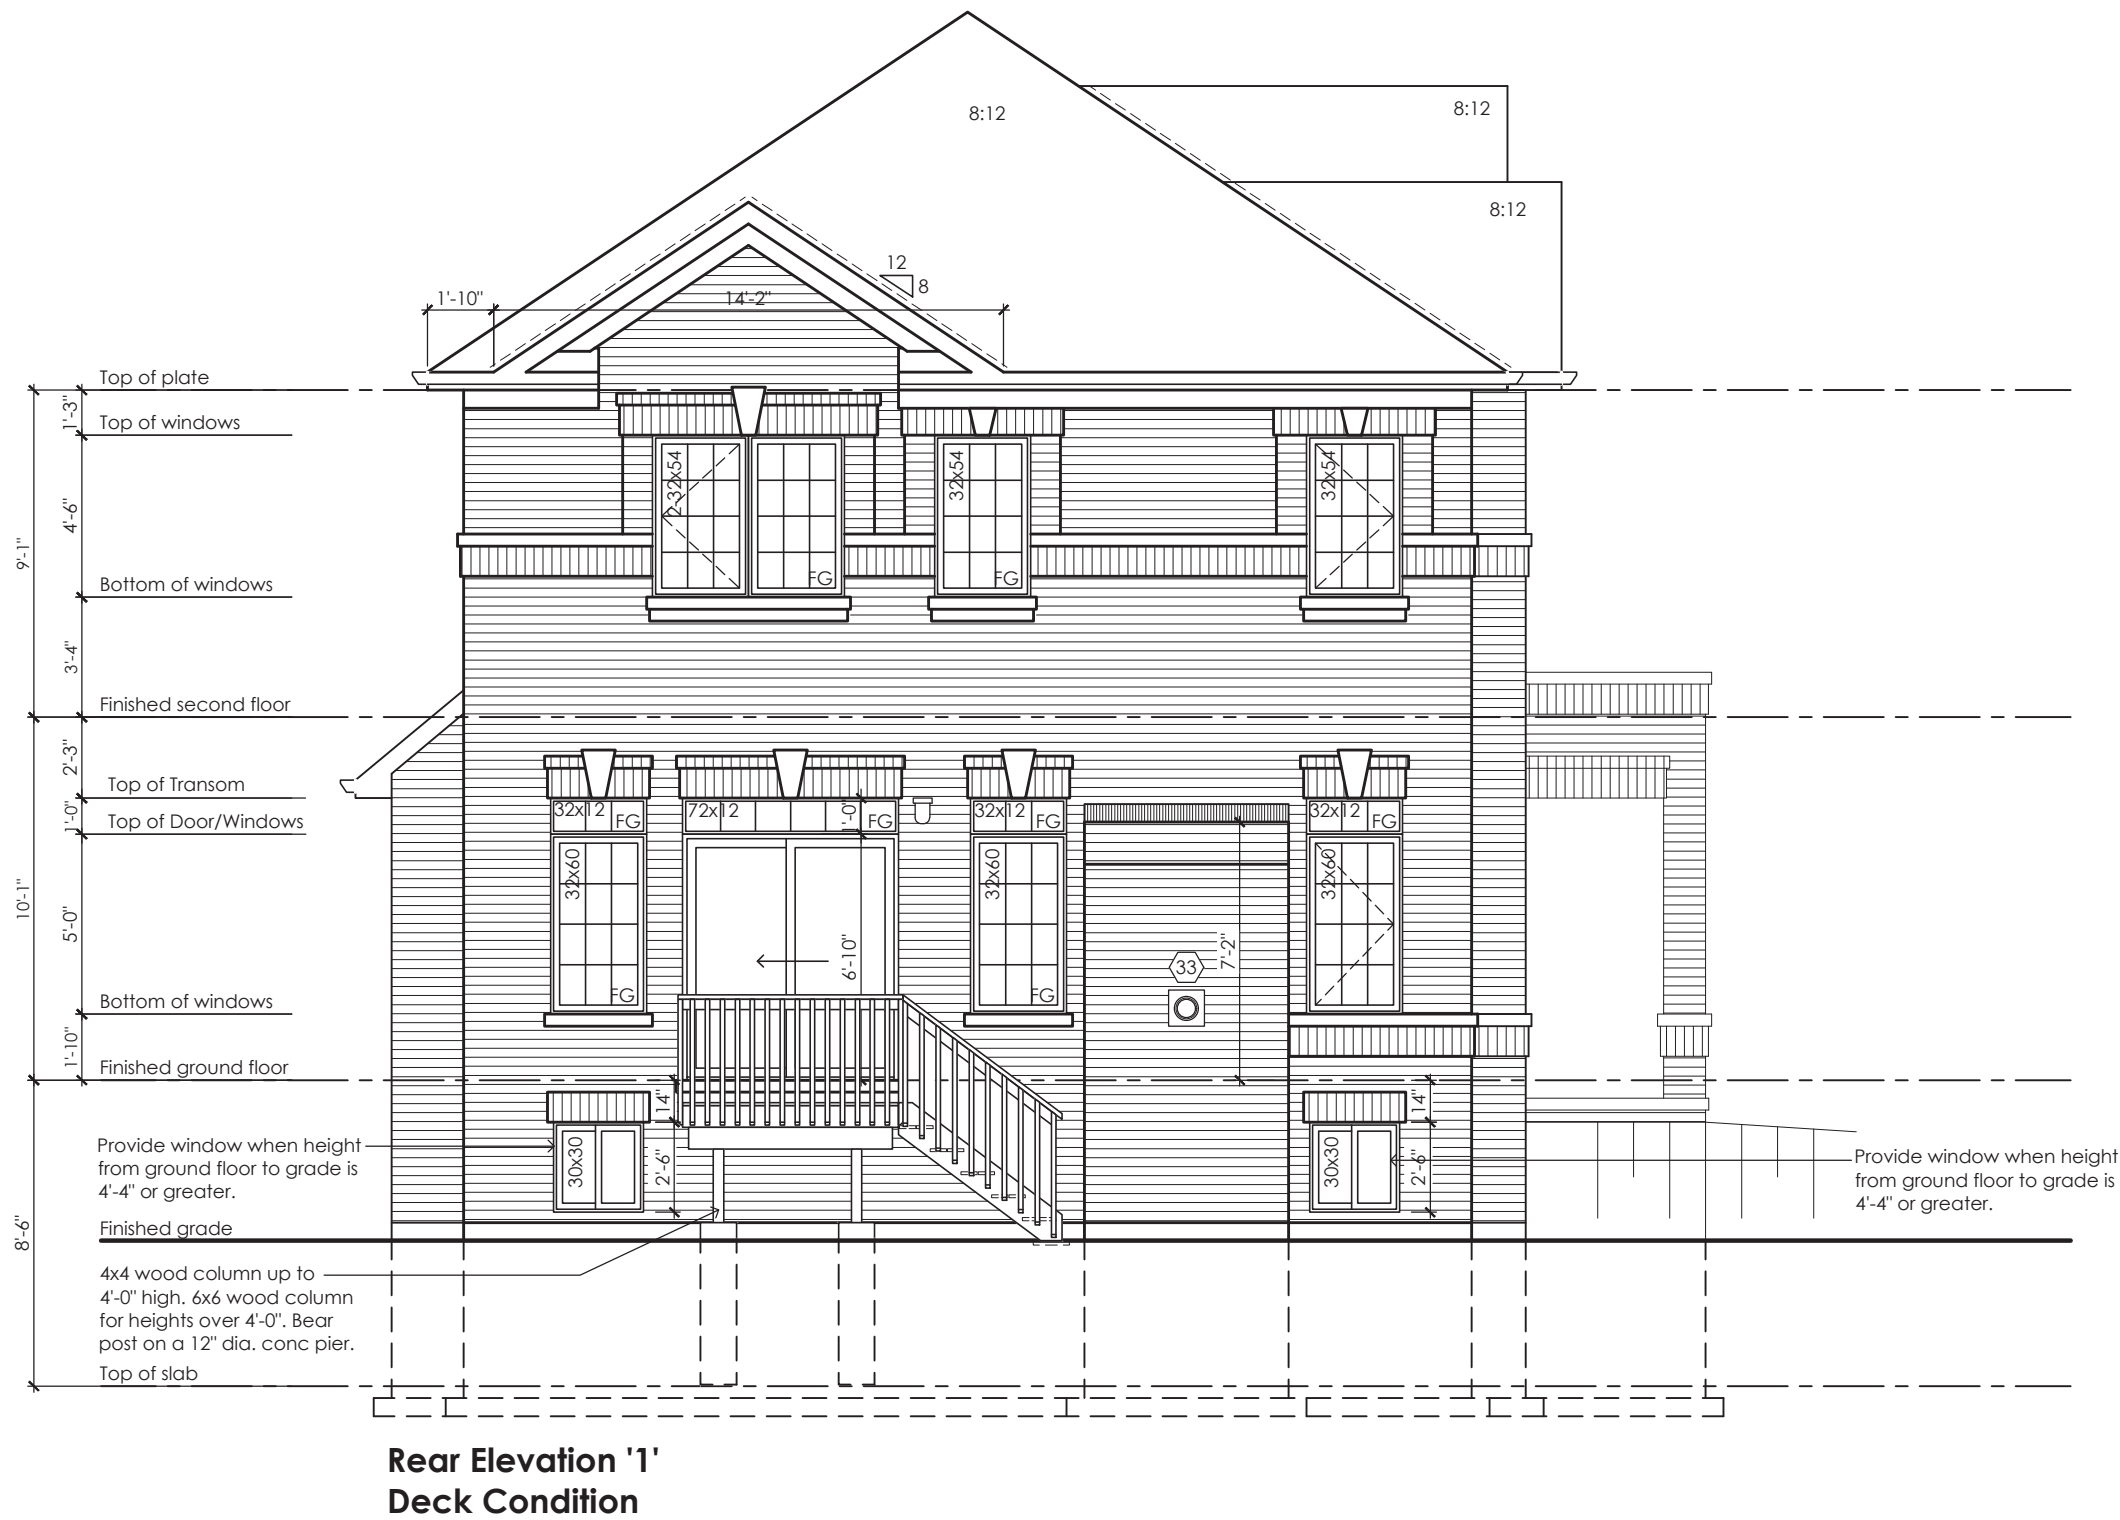 8:12
8:12
8:12
12
8
1'-10"
14'-2"
Top of plate
1'-3"
Top of windows
2-32x54
32x54
32x54
4'-6"
9'-1"
FG
FG
Bottom of windows
3'-4"
Finished second floor
2'-3"
Top of Transom
32x12
FG
72x12
1'-0"
FG
32x12
FG
32x12
FG
1'-0"
Top of Door/Windows
32x60
32x60
32x60
10'-1"
5'-0"
6'-10"
7'-2"
33
FG
FG
Bottom of windows
1'-10"
Finished ground floor
14"
14"
Provide window when height
from ground floor to grade is
4'-4" or greater.
30x30
2'-6"
30x30
2'-6"
Provide window when height
from ground floor to grade is
4'-4" or greater.
Finished grade
8'-6"
4x4 wood column up to
4'-0" high. 6x6 wood column
for heights over 4'-0". Bear
post on a 12" dia. conc pier.
Top of slab
Rear Elevation '1'
Deck Condition